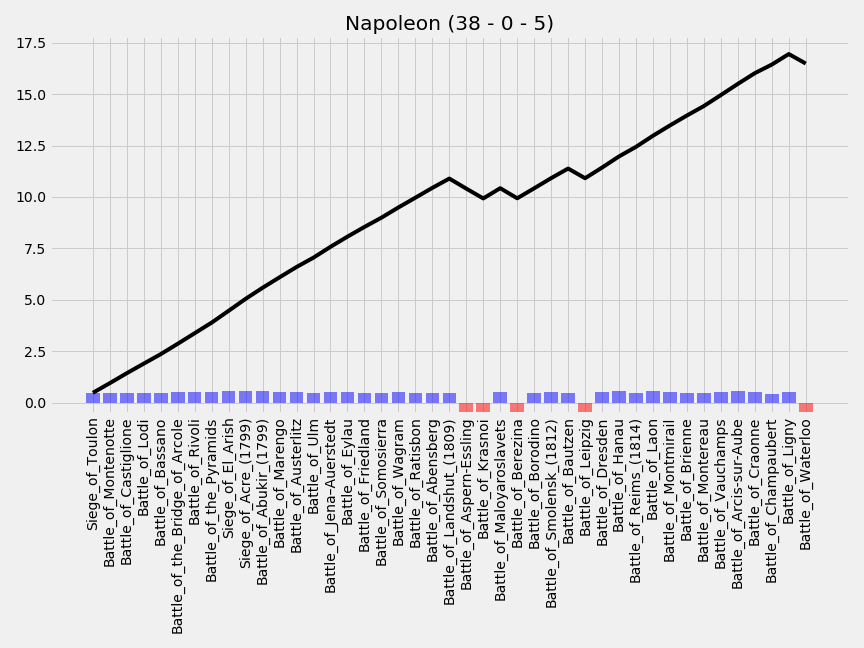 Napoleon (38 - 0 - 5)
17.5
15.0
12.5
10.0
7.5
5.0
2.5
0.0
Siege_of_Toulon
Battle_of_Montenotte
Battle_of_Castiglione
Battle_of_Lodi
Battle_of_Bassano
Battle_of_the_Bridge_of_Arcole
Battle_of_Rivoli
Battle_of_the_Pyramids
Siege_of_El_Arish
Siege_of_Acre_(1799)
Battle_of_Abukir_(1799)
Battle_of_Marengo
Battle_of_Austerlitz
Battle_of_Ulm
Battle_of_Jena–Auerstedt
Battle_of_Eylau
Battle_of_Friedland
Battle_of_Somosierra
Battle_of_Wagram
Battle_of_Ratisbon
Battle_of_Abensberg
Battle_of_Landshut_(1809)
Battle_of_Aspern-Essling
Battle_of_Krasnoi
Battle_of_Maloyaroslavets
Battle_of_Berezina
Battle_of_Borodino
Battle_of_Smolensk_(1812)
Battle_of_Bautzen
Battle_of_Leipzig
Battle_of_Dresden
Battle_of_Hanau
Battle_of_Reims_(1814)
Battle_of_Laon
Battle_of_Montmirail
Battle_of_Brienne
Battle_of_Montereau
Battle_of_Vauchamps
Battle_of_Arcis-sur-Aube
Battle_of_Craonne
Battle_of_Champaubert
Battle_of_Ligny
Battle_of_Waterloo